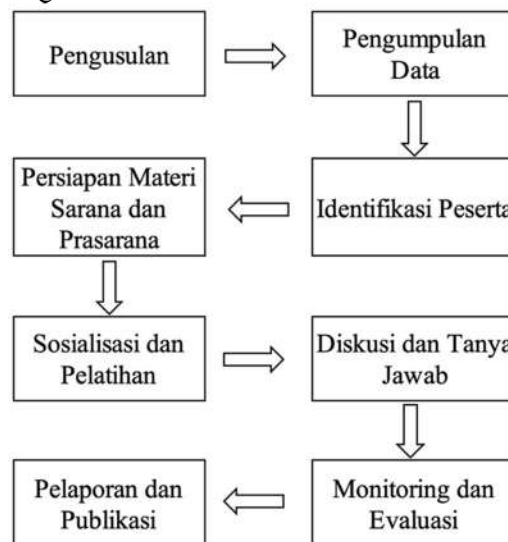 Pengusulan
Pengumpulan
Data
Identifikasi Peserta
Persiapan Materi
Sarana dan
Prasarana
Sosialisasi dan
Pelatihan
Diskusi dan Tanya
Jawab
Monitoring dan
Evaluasi
Pelaporan dan
Publikasi